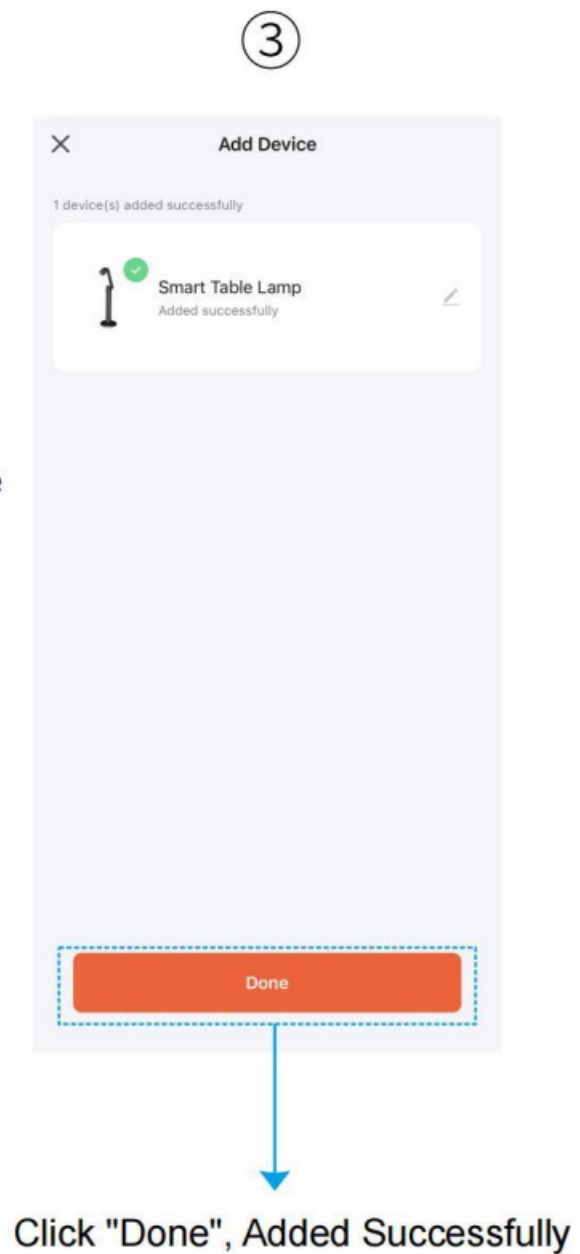 ③
Add Device
1 device(s) added successfully
Smart Table Lamp
Added successfully
Done
Click "Done", Added Successfully